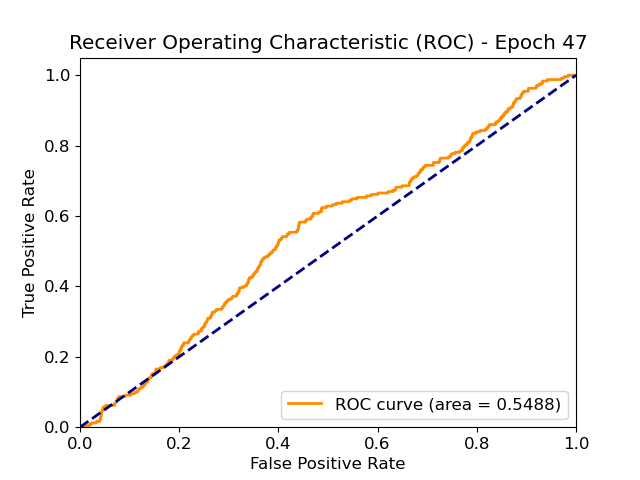 Receiver Operating Characteristic (ROC) - Epoch 47
True Positive Rate
1.0
0.8
0.6
0.4
0.2
0.0
ROC curve (area = 0.5488)
0.0 0.2 0.4 0.6 0.8 1.0
False Positive Rate